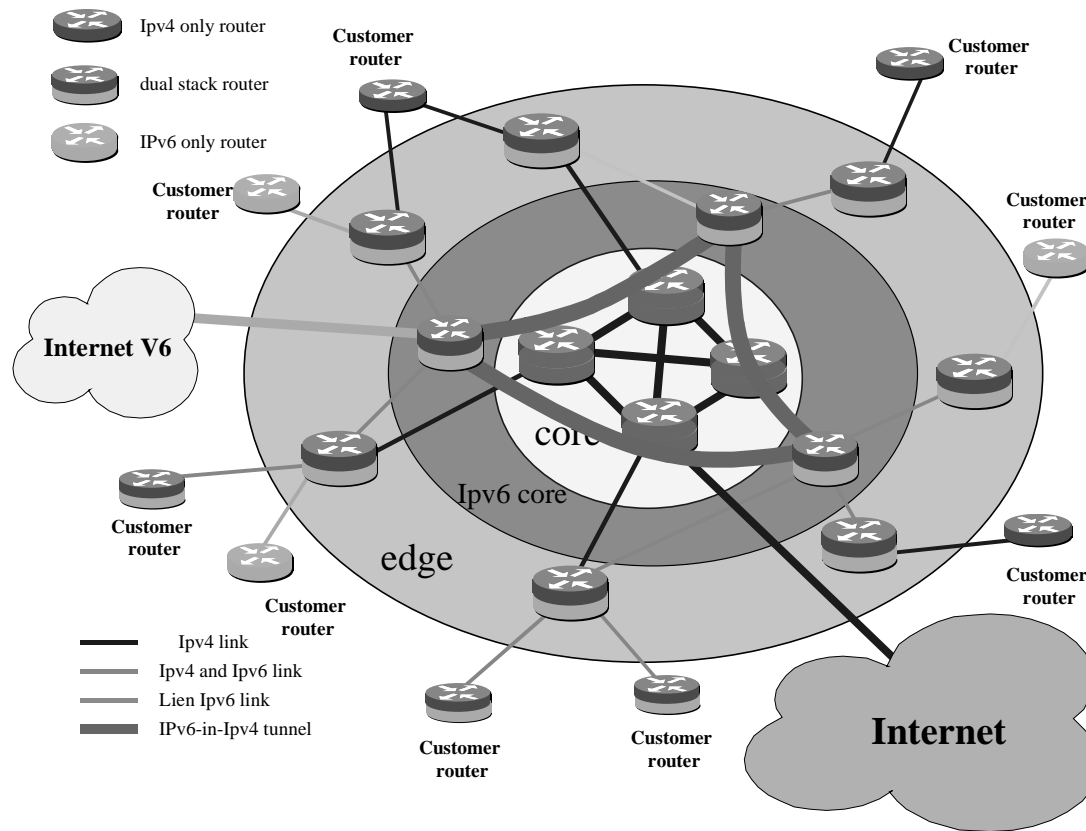 Ipv4 only router
dual stack router
IPv6 only router
Customer
router
Customer
router
Customer
router
Customer
router
Internet V6
core
Ipv6 core
edge
Customer
router
Customer
router
Customer
router
Ipv4 link
Ipv4 and Ipv6 link
Lien Ipv6 link
IPv6-in-Ipv4 tunnel
Customer
router
Customer
router
Internet